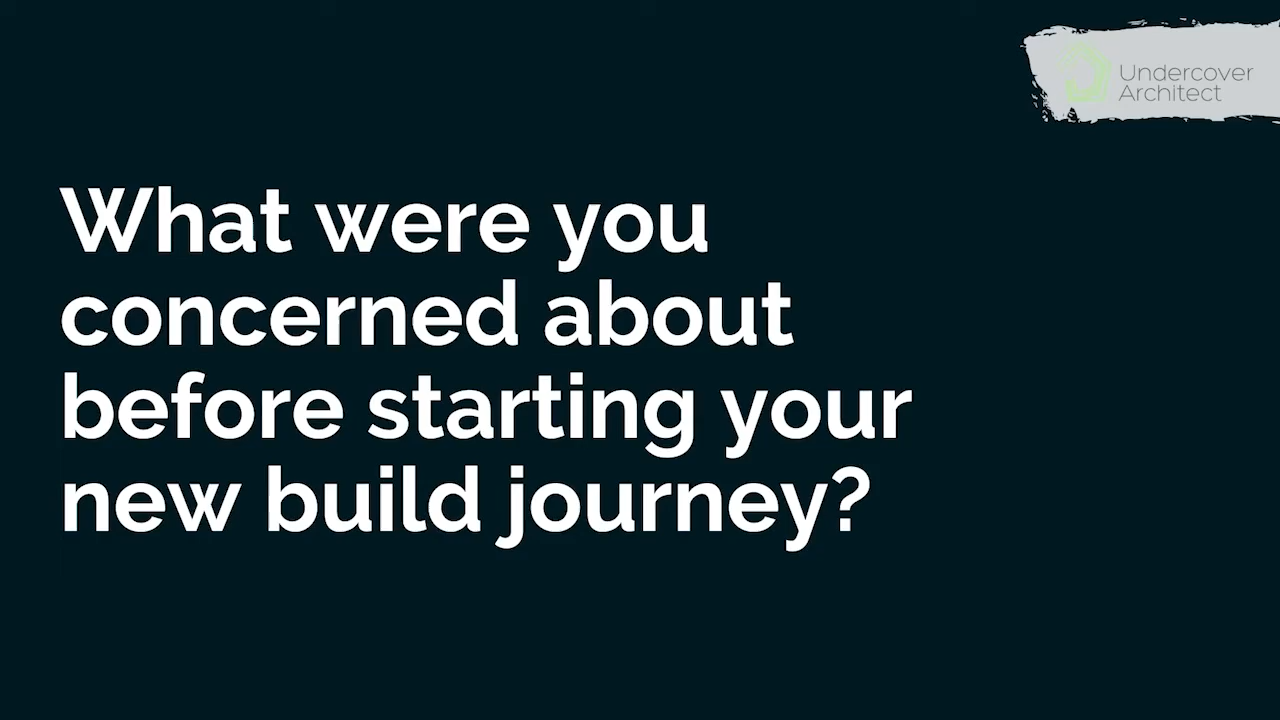 Undercover
Architect
What were you
concerned about
before starting your
new build journey?